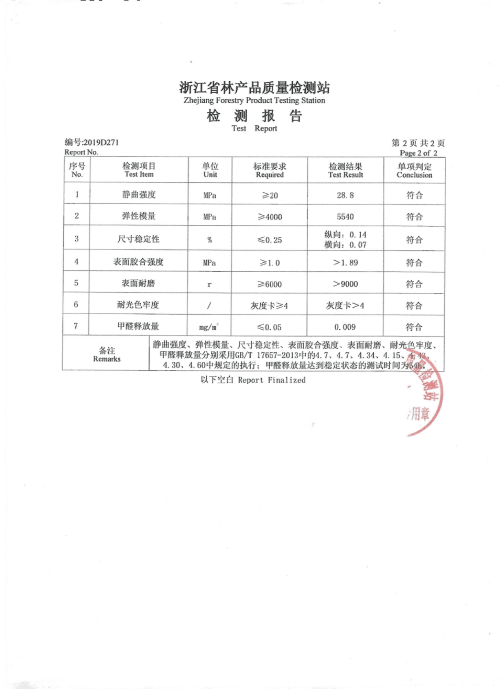 浙江省林产品质量检测站
Zhejiang Forestry Product Testing Station
检 测 报 告
Test Report
编号:2019D271 第 2 页 共 2 页
Report No. Page 2 of 2
序号 检测项目 单位 标准要求 检测结果 单项判定
No. Test Item Unit Required Test Result Conclusion
1 静曲强度 MPa ≥20 28.8 符合
2 弹性模量 MPa ≥4000 5540 符合
3 尺寸稳定性 % ≤0.25 纵向：0.14 横向：0.07 符合
4 表面胶合强度 MPa ≥1.0 >1.89 符合
5 表面耐磨 r ≥6000 >9000 符合
6 耐光色牢度 / 灰度卡≥4 灰度卡>4 符合
7 甲醛释放量 mg/m³ ≤0.05 0.009 符合
备注
Remarks
静曲强度、弹性模量、尺寸稳定性、表面胶合强度、表面耐磨、耐光色牢度、
甲醛释放量分别采用GB/T 17657-2013中的4.7、4.7、4.34、4.15、
4.30、4.60中规定的执行；甲醛释放量达到稳定状态的测试时间为
以下空白 Report Finalized
检测站
用章